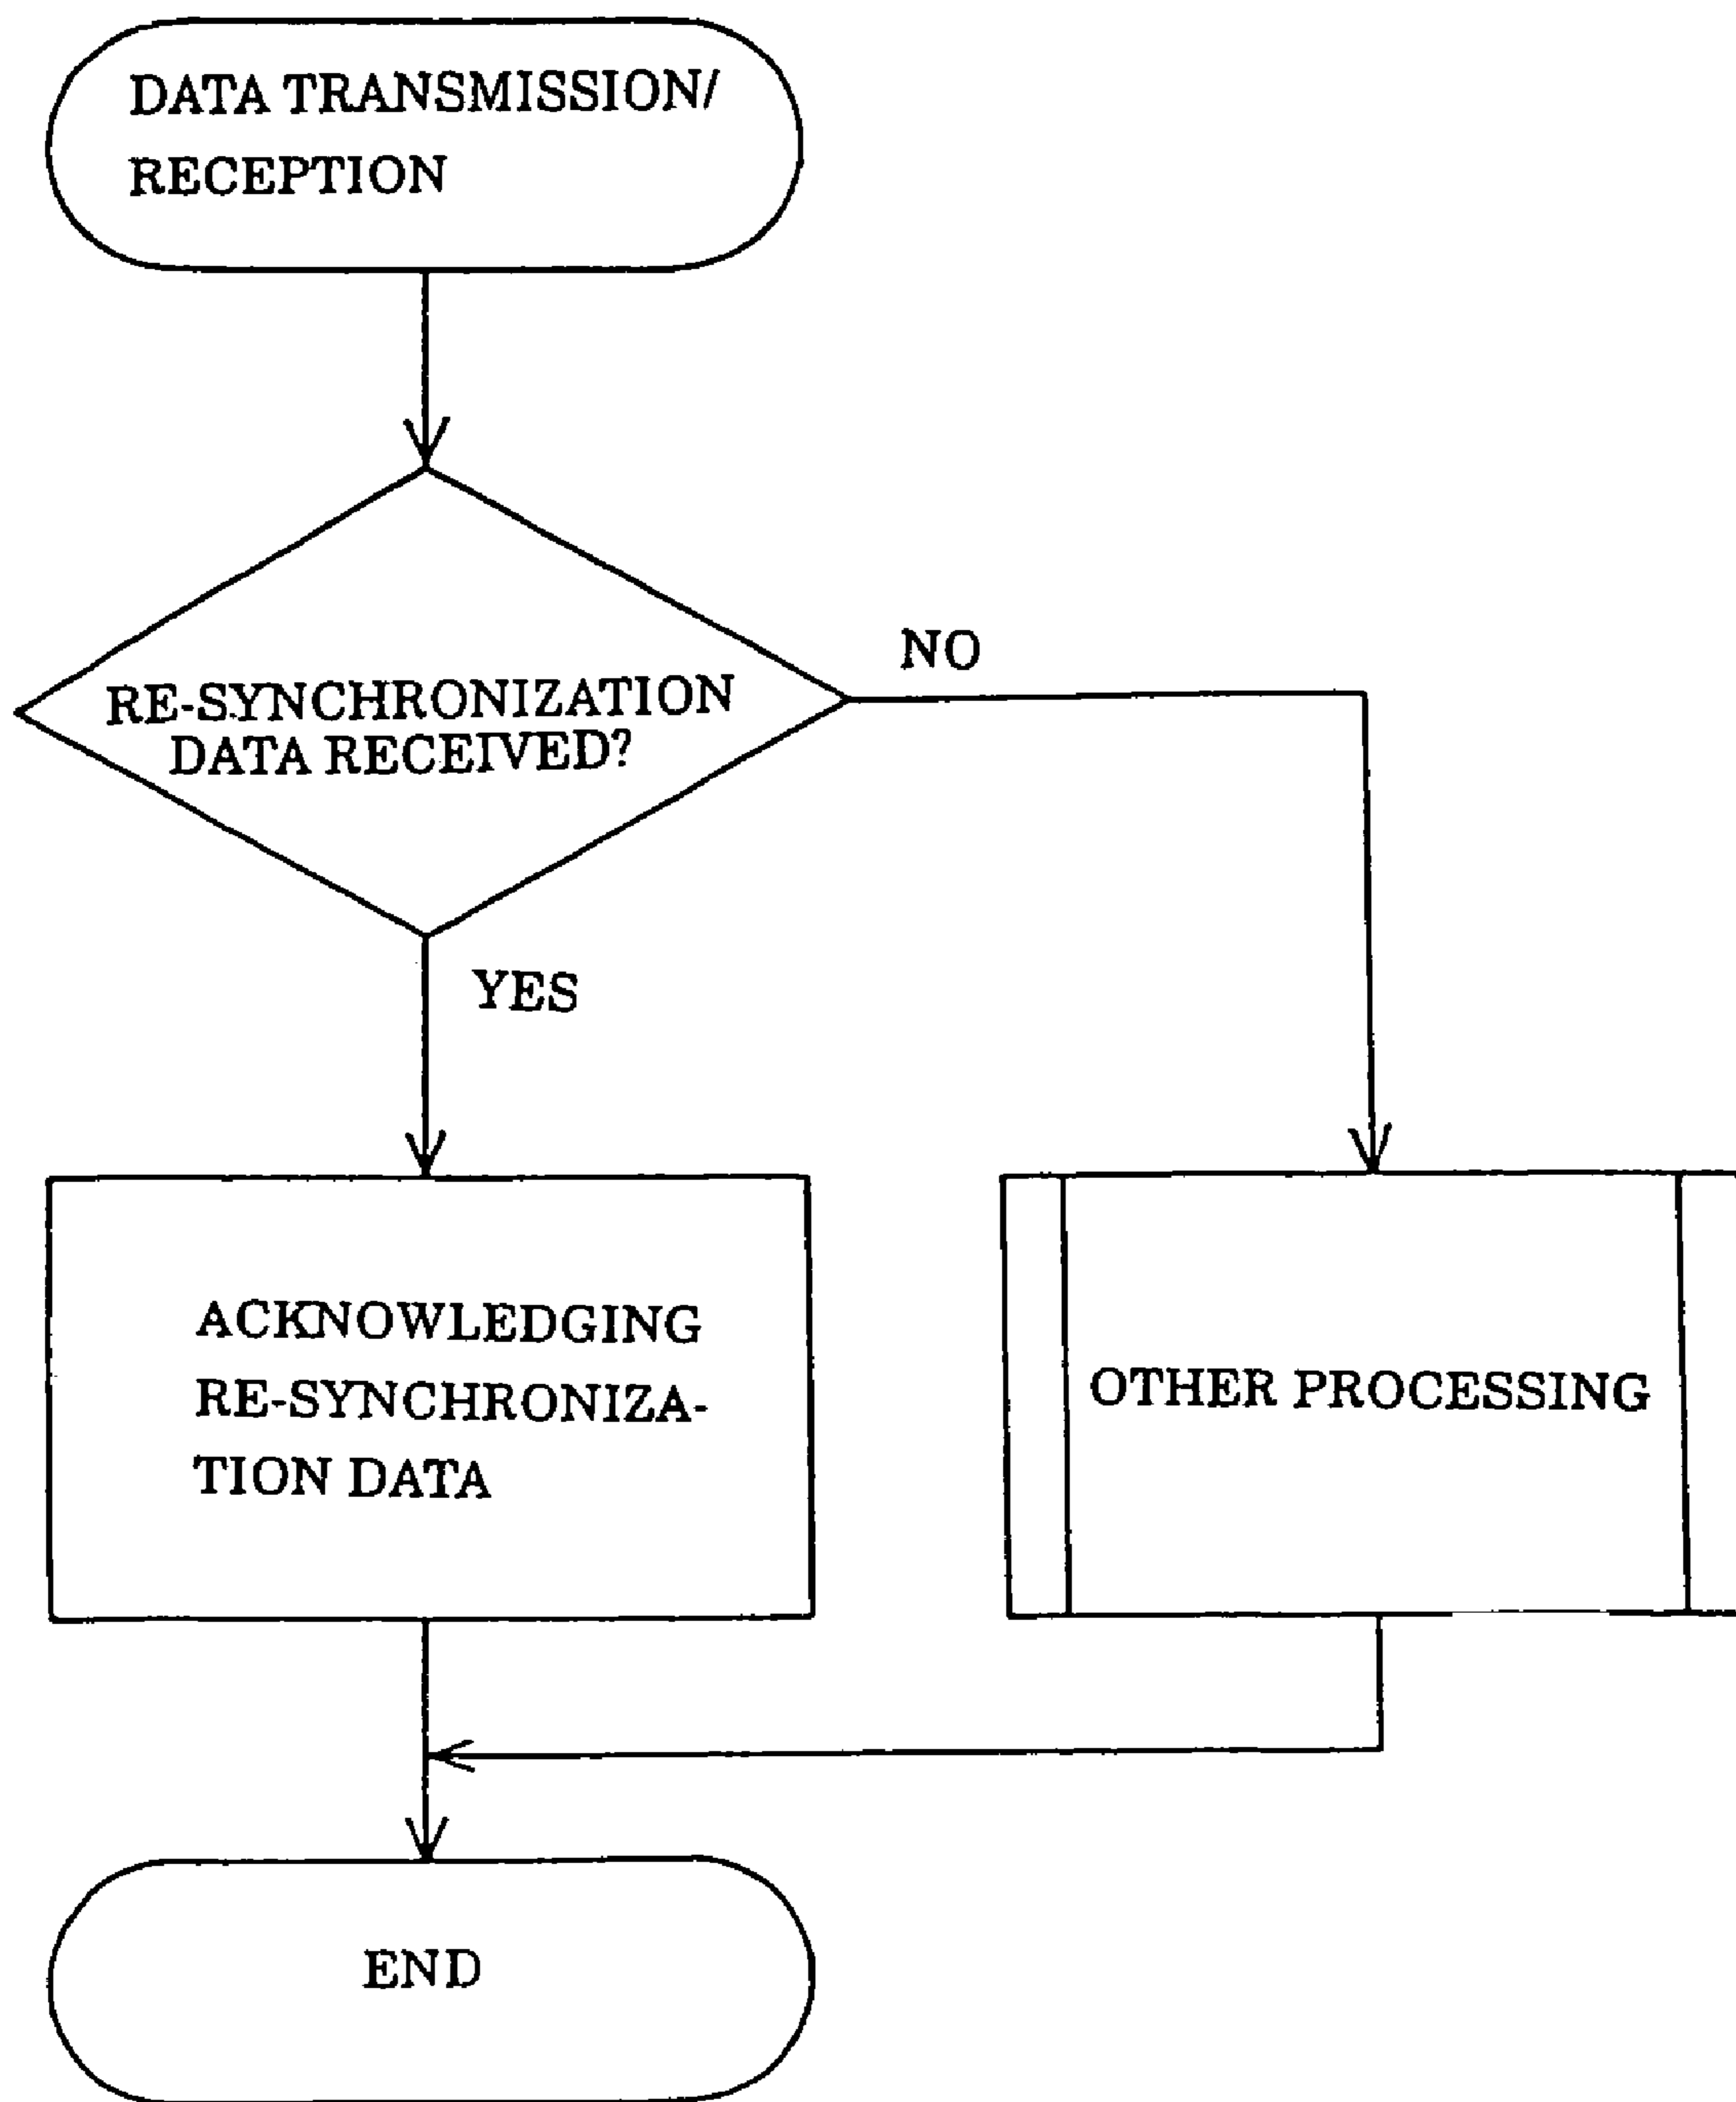 DATA TRANSMISSION/
RECEPTION
RE-SYNCHRONIZATION
DATA RECEIVED?
NO
YES
ACKNOWLEDGING
RE-SYNCHRONIZA-
TION DATA
OTHER PROCESSING
END